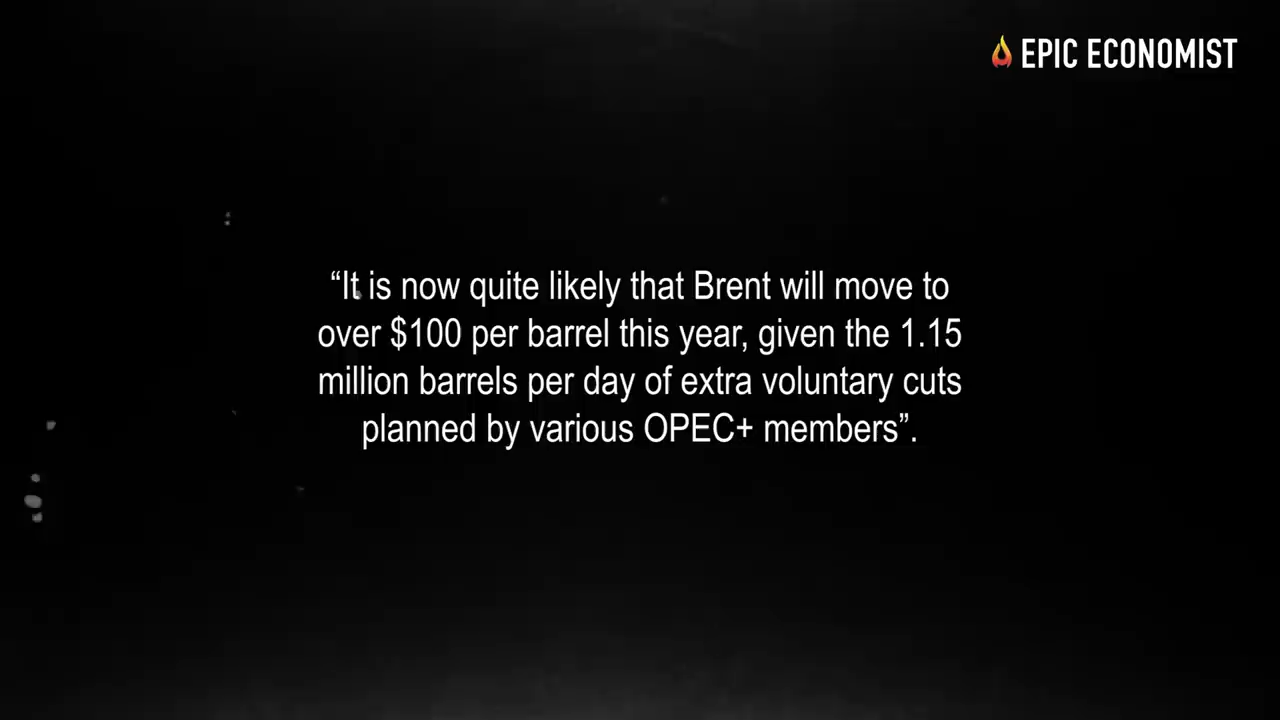 EPIC ECONOMIST
“It is now quite likely that Brent will move to
over $100 per barrel this year, given the 1.15
million barrels per day of extra voluntary cuts
planned by various OPEC+ members”.